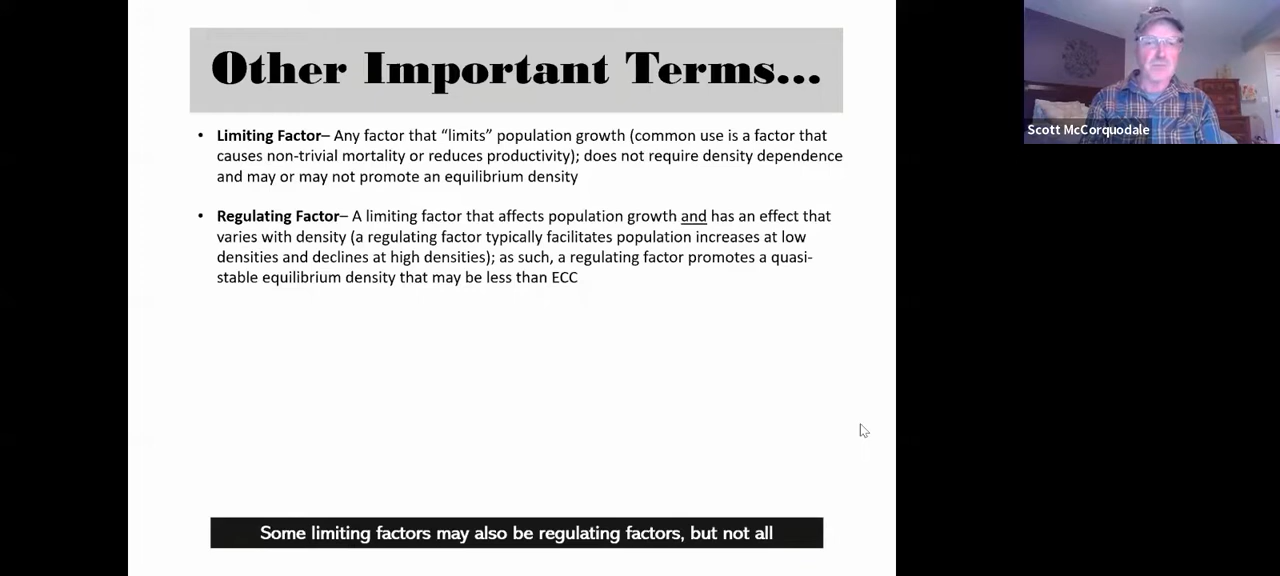 Other Important Terms...
• Limiting Factor– Any factor that “limits” population growth (common use is a factor that
causes non-trivial mortality or reduces productivity); does not require density dependence
and may or may not promote an equilibrium density
• Regulating Factor– A limiting factor that affects population growth and has an effect that
varies with density (a regulating factor typically facilitates population increases at low
densities and declines at high densities); as such, a regulating factor promotes a quasi-
stable equilibrium density that may be less than ECC
Some limiting factors may also be regulating factors, but not all
Scott McCorquodale